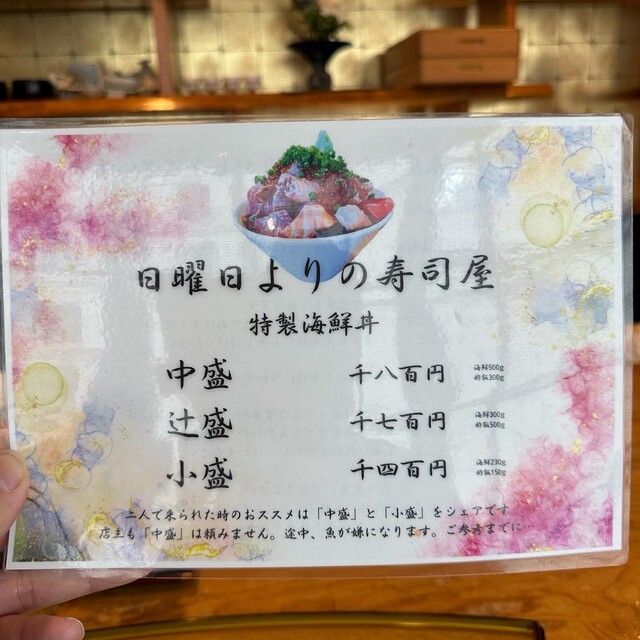 日曜日よりの寿司屋
特製海鮮丼
中盛 千八百円 海鮮500g 酢飯300g
辻盛 千七百円 海鮮300g 酢飯500g
小盛 千四百円 海鮮230g 酢飯150g
二人で来られた時のおススメは「中盛」と「小盛」をシェアです
店主も「中盛」は頼みません。途中、魚が嫌になります。ご参考までに…